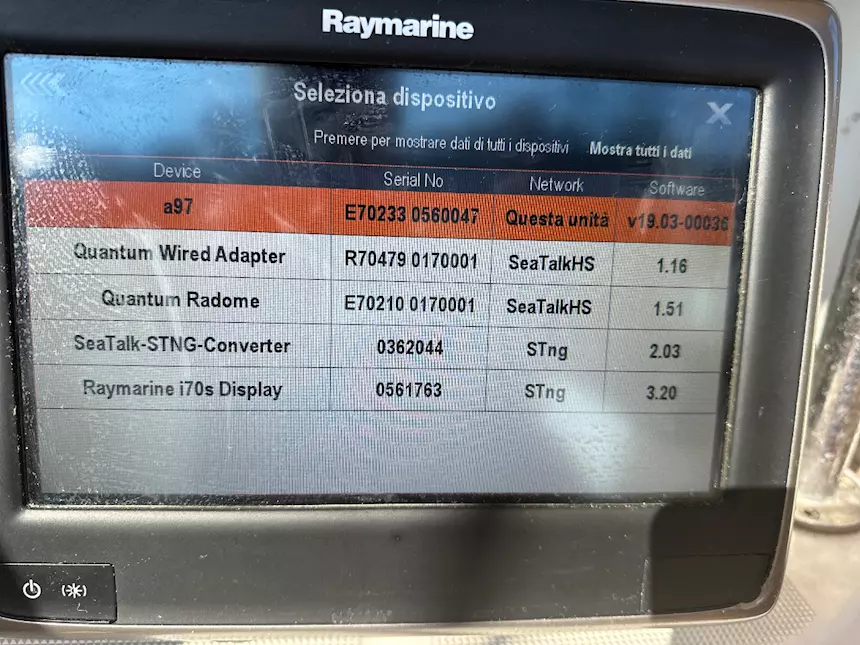 Raymarine
Seleziona dispositivo
Premere per mostrare dati di tutti i dispositivi Mostra tutti i dati
Device Serial No Network Software
a97 E70233 0560047 Questa unità v19.03-00036
Quantum Wired Adapter R70479 0170001 SeaTalkHS 1.16
Quantum Radome E70210 0170001 SeaTalkHS 1.51
SeaTalk-STNG-Converter 0362044 STng 2.03
Raymarine i70s Display 0561763 STng 3.20